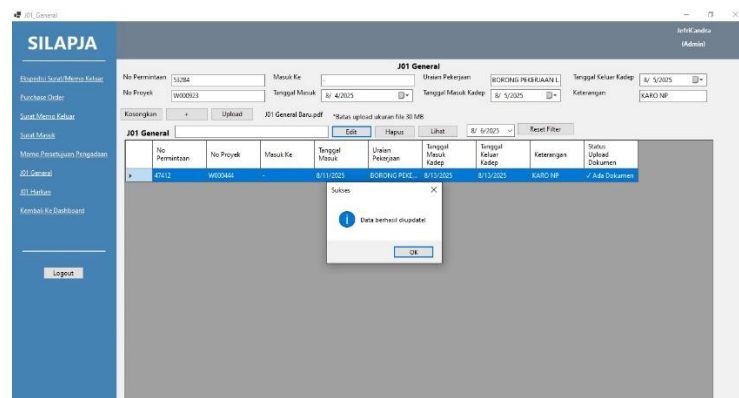 J01_General
SILAPJA
JefriKandra
(Admin)
J01 General
No Permintaan 53284 Masuk Ke - Uraian Pekerjaan BORONG PEKERJAAN L Tanggal Keluar Kadep 8/ 5/2025
No Proyek W000923 Tanggal Masuk 8/ 4/2025 Tanggal Masuk Kadep 8/ 5/2025 Keterangan KARO NP
Kosongkan + Upload J01 General Baru.pdf *Batas upload ukuran file 30 MB
J01 General Edit Hapus Lihat 8/ 6/2025 Reset Filter
No Permintaan No Proyek Masuk Ke Tanggal Masuk Uraian Pekerjaan Tanggal Masuk Kadep Tanggal Keluar Kadep Keterangan Status Upload Dokumen
47412 W000444 - 8/11/2025 BORONG PEKE... 8/13/2025 8/13/2025 KARO NP ✓ Ada Dokumen
Sukses
Data berhasil diupdate!
OK
Ekspedisi Surat/Memo Keluar
Purchase Order
Surat Memo Keluar
Surat Masuk
Memo Persetujuan Pengadaan
J01 General
J01 Harkan
Kembali Ke Dashboard
Logout